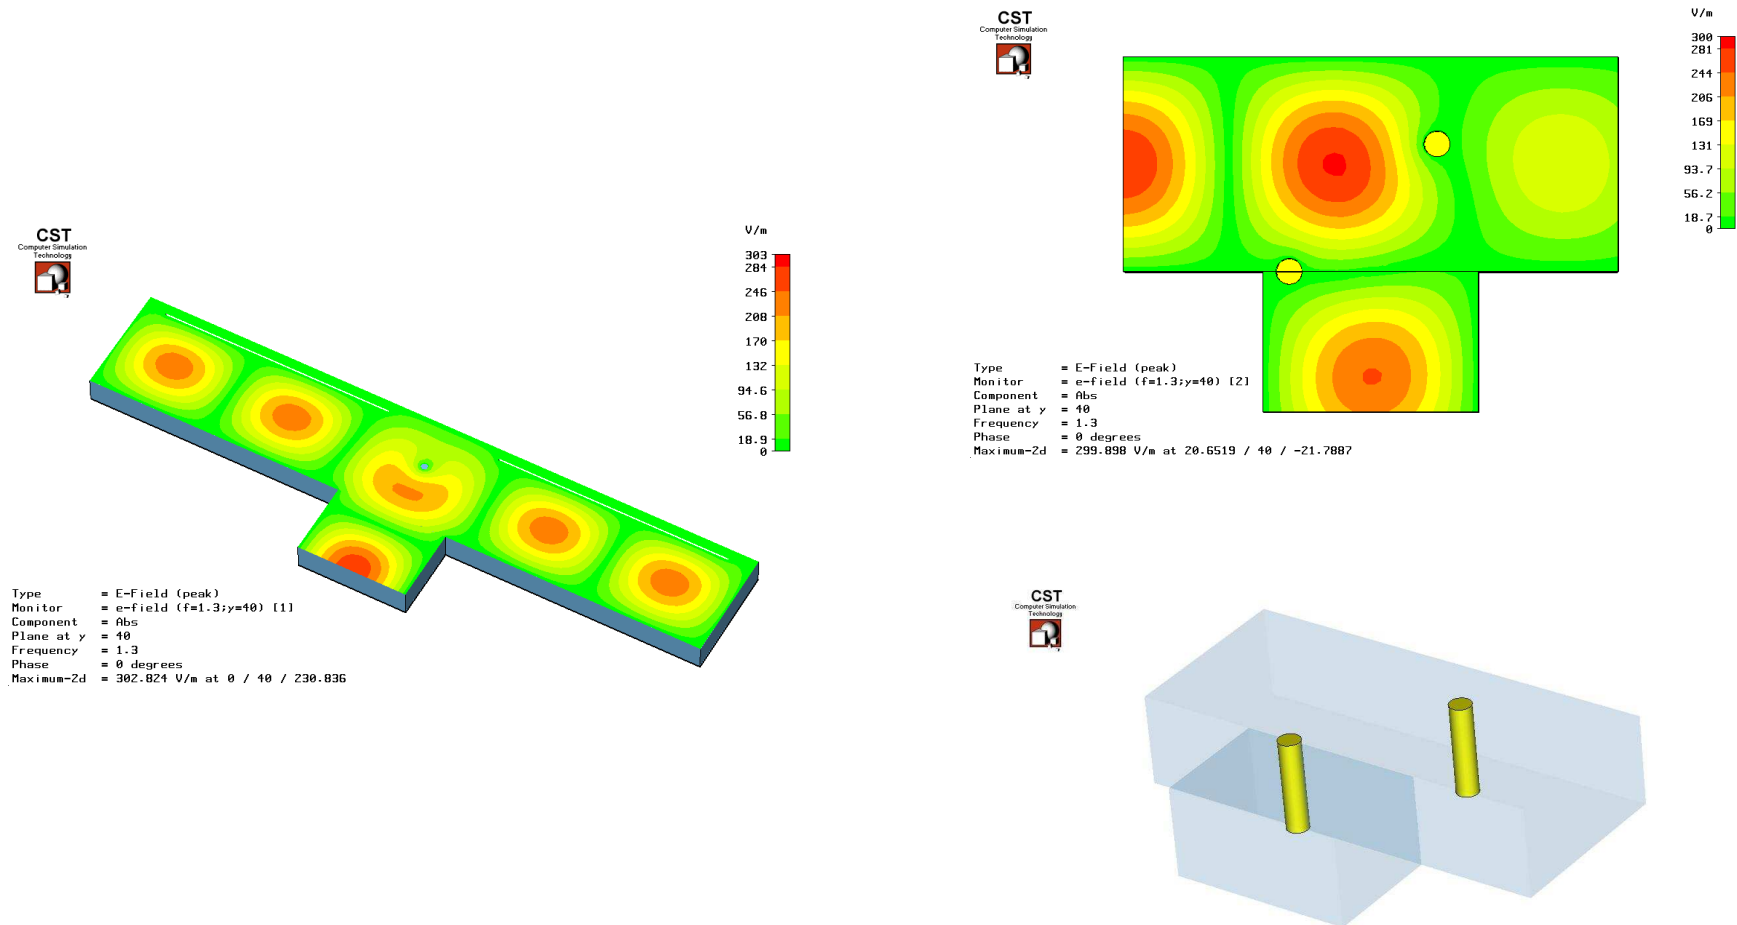 CST
Computer Simulation
Technology
V/m
303
284
246
208
170
132
94.6
56.8
18.9
0
Type = E-Field (peak)
Monitor = e-field (f=1.3;y=40) [1]
Component = Abs
Plane at y = 40
Frequency = 1.3
Phase = 0 degrees
Maximum-2d = 302.824 V/m at 0 / 40 / 230.836
CST
Computer Simulation
Technology
V/m
300
281
244
206
169
131
93.7
56.2
18.7
0
Type = E-Field (peak)
Monitor = e-field (f=1.3;y=40) [2]
Component = Abs
Plane at y = 40
Frequency = 1.3
Phase = 0 degrees
Maximum-2d = 299.898 V/m at 20.6519 / 40 / -21.7887
CST
Computer Simulation
Technology